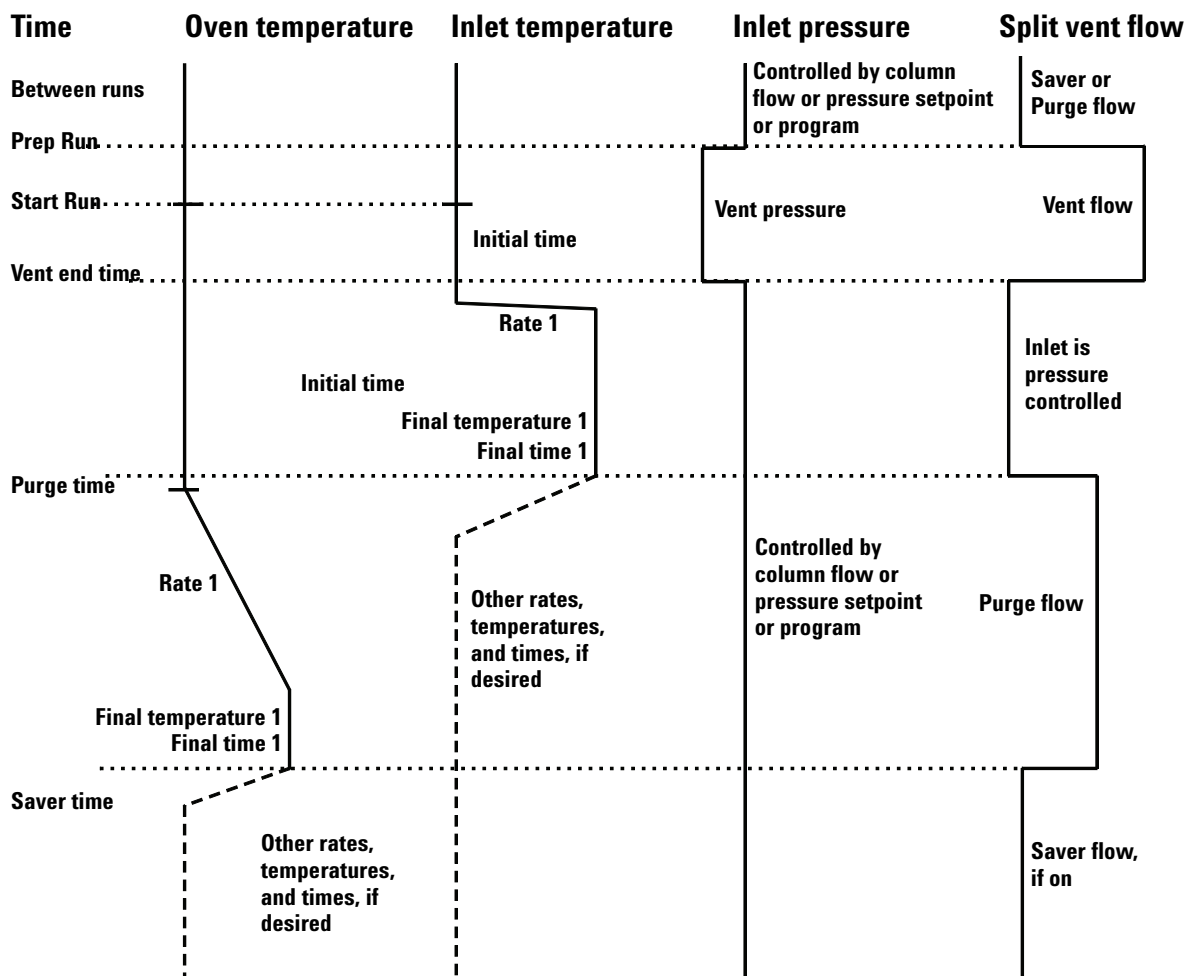 Time Oven temperature Inlet temperature Inlet pressure Split vent flow
Between runs
Controlled by column
flow or pressure setpoint
or program
Saver or
Purge flow
Prep Run
Start Run
Vent pressure
Vent flow
Initial time
Vent end time
Rate 1
Inlet is
pressure
controlled
Initial time
Final temperature 1
Final time 1
Purge time
Rate 1
Other rates,
temperatures,
and times, if
desired
Controlled by
column flow or
pressure setpoint
or program
Purge flow
Final temperature 1
Final time 1
Saver time
Other rates,
temperatures,
and times, if
desired
Saver flow,
if on